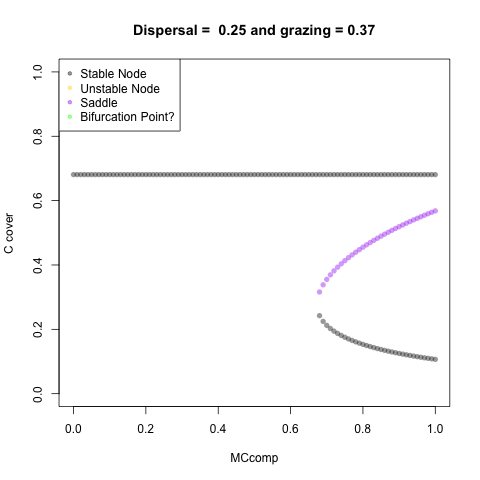 Dispersal =  0.25 and grazing = 0.37
Stable Node
Unstable Node
Saddle
Bifurcation Point?
C cover
1.0
0.8
0.6
0.4
0.2
0.0
0.0 0.2 0.4 0.6 0.8 1.0
MCcomp